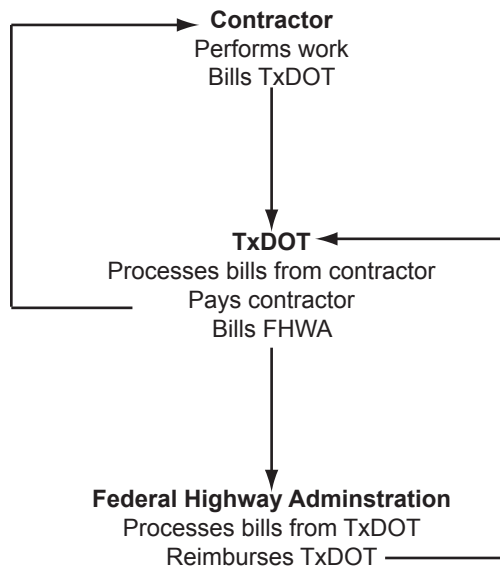 Contractor
Performs work
Bills TxDOT
TxDOT
Processes bills from contractor
Pays contractor
Bills FHWA
Federal Highway Adminstration
Processes bills from TxDOT
Reimburses TxDOT